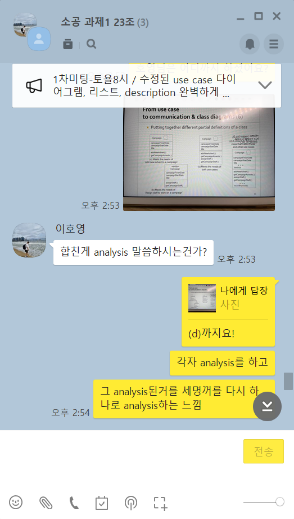 소공 과제1 23조 (3)
1차미팅-토욜8시 / 수정된 use case 다이
어그램, 리스트, description 완벽하게 ...
From use case
to communication & class
오후 2:53
이호영
합친게 analysis 말씀하시는건가?
오후 2:53
나에게 팀장
사진
(d)까지요!
각자 analysis를 하고
그 analysis된거를 세명꺼를 다시 하
나로 analysis하는 느낌
오후 2:54
전송